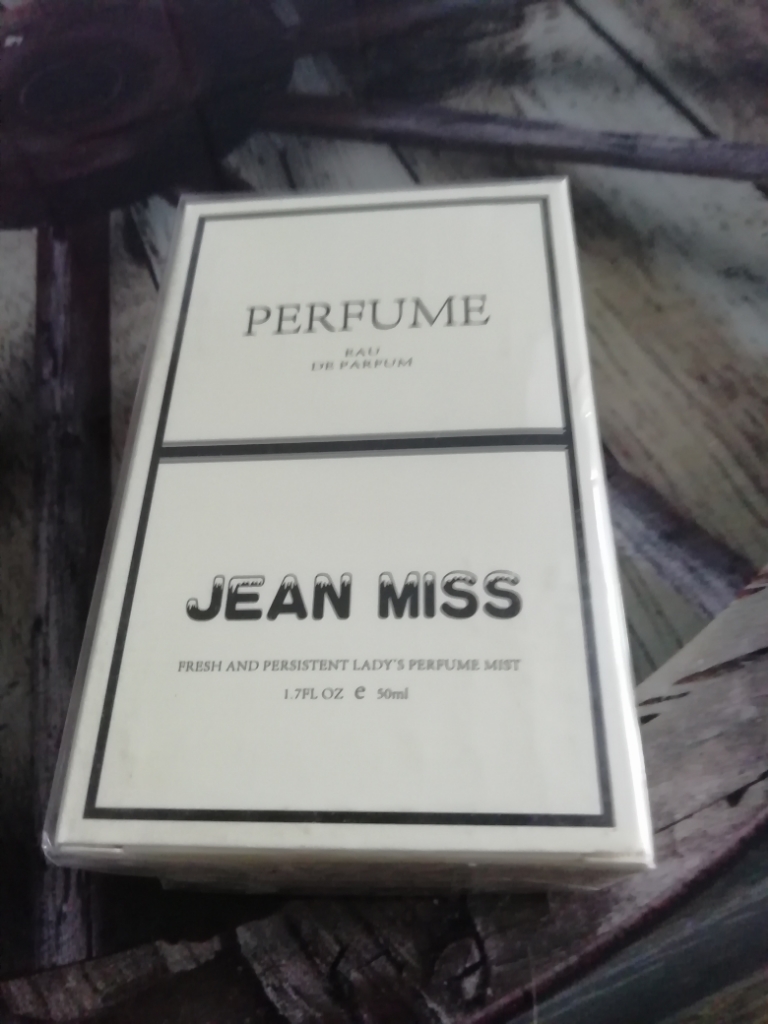 PERFUME
EAU
DE PARFUM
JEAN MISS
FRESH AND PERSISTENT LADY'S PERFUME MIST
1.7FL OZ e 50ml